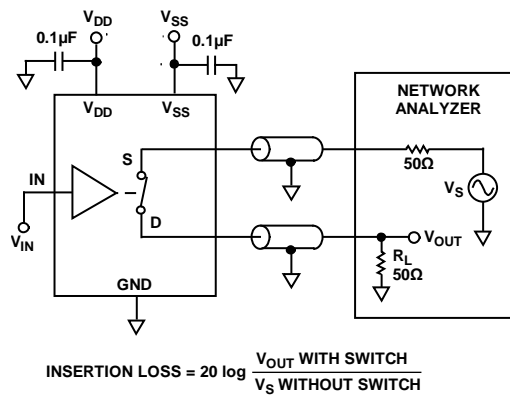 VDD
VSS
0.1µF
0.1µF
VDD
VSS
NETWORK
ANALYZER
S
50Ω
IN
VS
D
VOUT
VIN
RL
50Ω
GND
INSERTION LOSS = 20 log VOUT WITH SWITCH
VS WITHOUT SWITCH